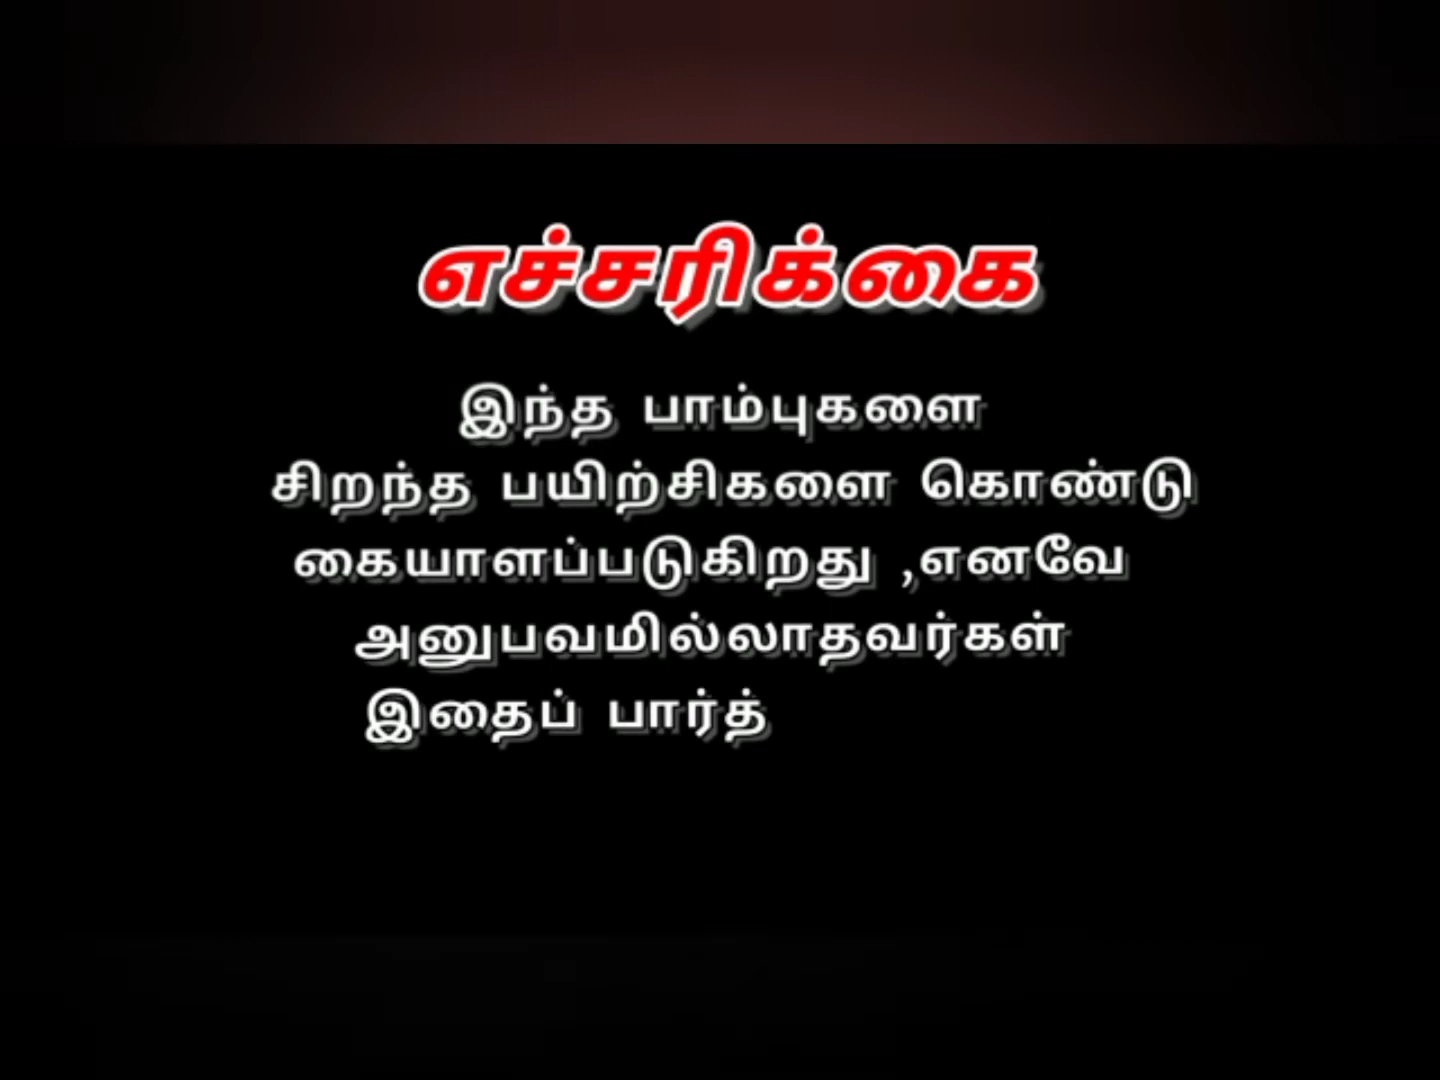 எச்சரிக்கை
இந்த பாம்புகளை
சிறந்த பயிற்சிகளை கொண்டு
கையாளப்படுகிறது ,எனவே
அனுபவமில்லாதவர்கள்
இதைப் பார்த்